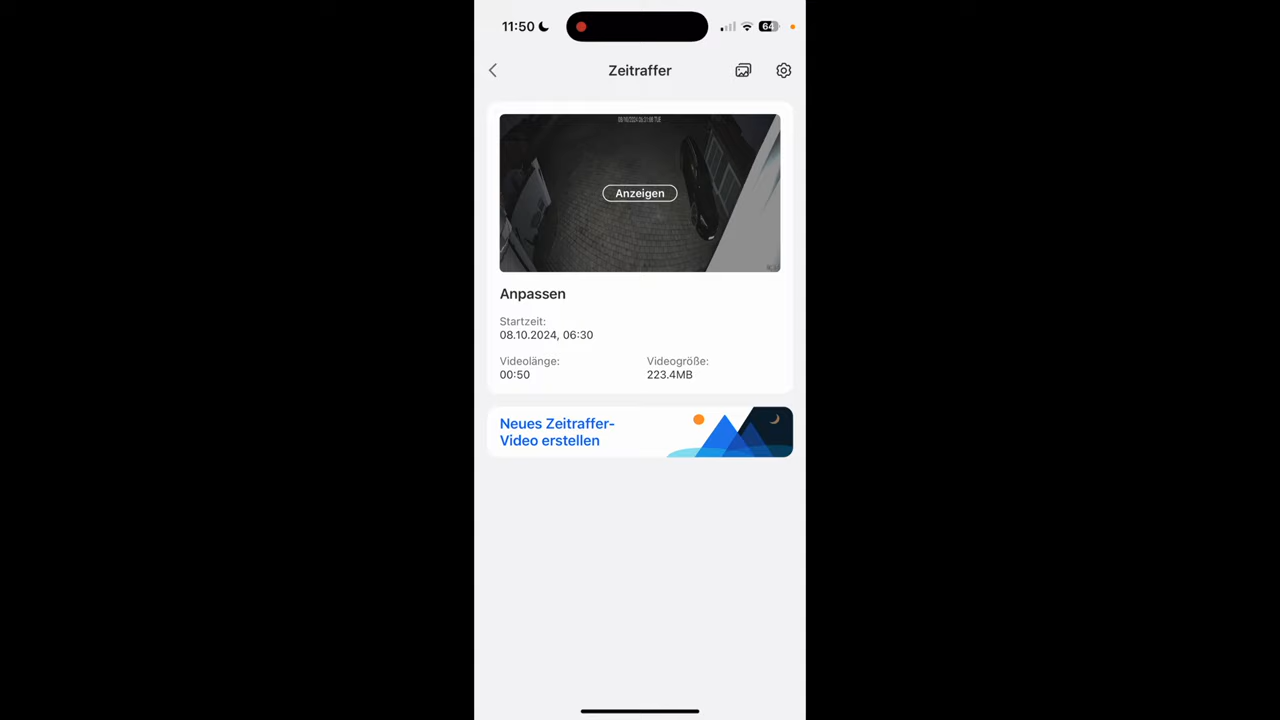 11:50
64
Zeitraffer
Anzeigen
Anpassen
Startzeit:
08.10.2024, 06:30
Videolänge:
00:50
Videogröße:
223.4MB
Neues Zeitraffer-
Video erstellen